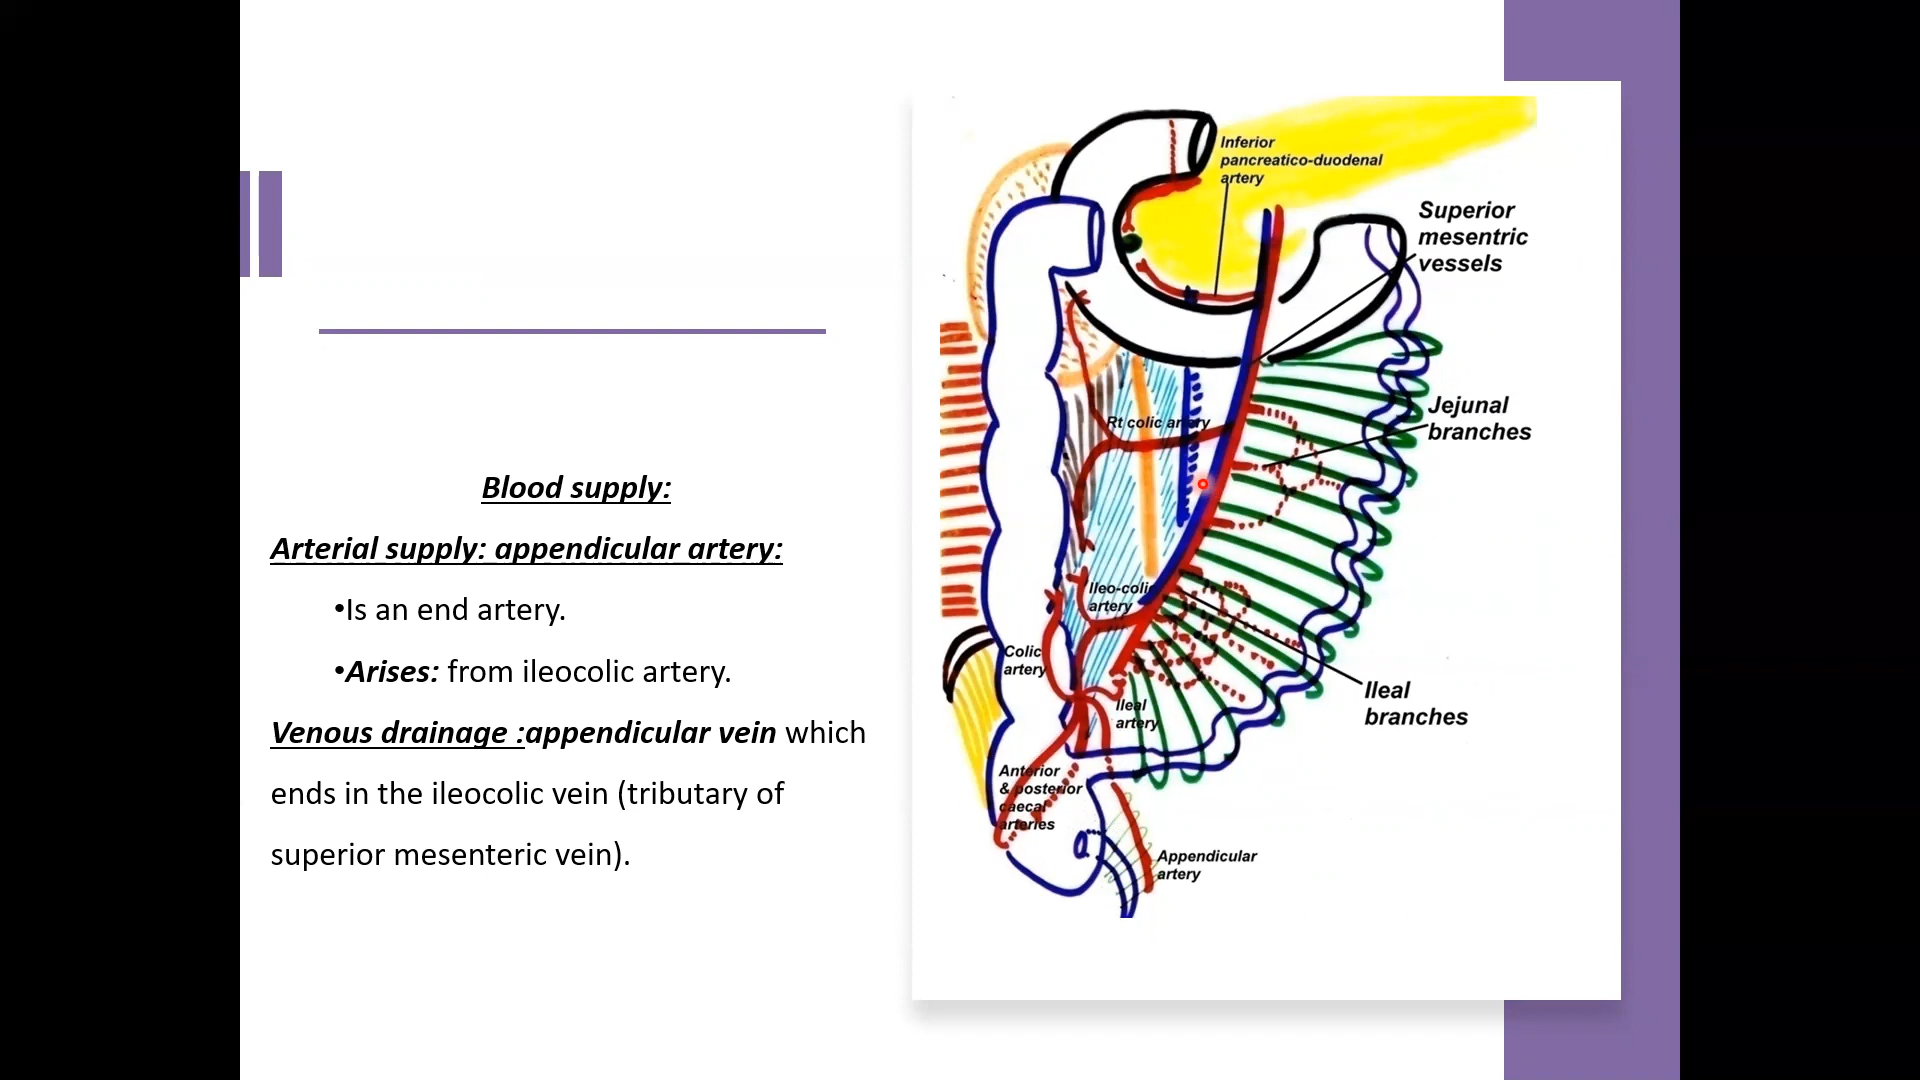 Blood supply:
Arterial supply: appendicular artery:
•Is an end artery.
•Arises: from ileocolic artery.
Venous drainage :appendicular vein which
ends in the ileocolic vein (tributary of
superior mesenteric vein).
Inferior
pancreatico-duodenal
artery
Superior
mesentric
vessels
Jejunal
branches
Rt colic artery
Ileo-colic
artery
Colic
artery
Ileal
artery
Ileal
branches
Anterior
& posterior
caecal
arteries
Appendicular
artery